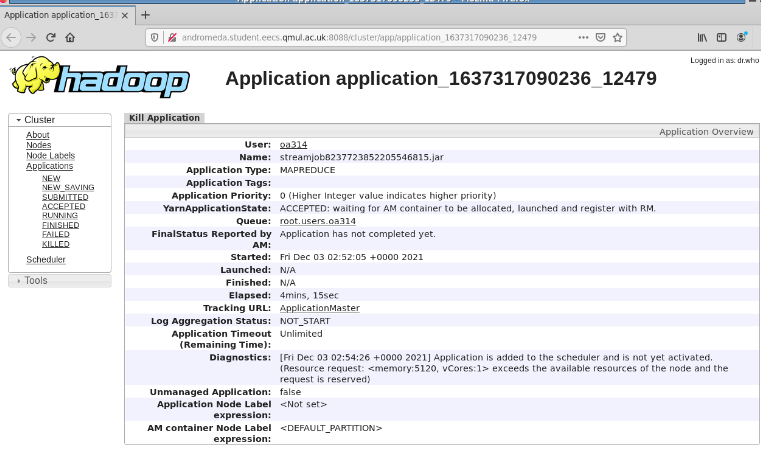 Application application_1637
andromeda.student.eecs.qmul.ac.uk:8088/cluster/app/application_1637317090236_12479
Logged in as: dr.who
hadoop
Application application_1637317090236_12479
Cluster
About
Nodes
Node Labels
Applications
NEW
NEW_SAVING
SUBMITTED
ACCEPTED
RUNNING
FINISHED
FAILED
KILLED
Scheduler
Tools
Kill Application
Application Overview
User: oa314
Name: streamjob8237723852205546815.jar
Application Type: MAPREDUCE
Application Tags:
Application Priority: 0 (Higher Integer value indicates higher priority)
YarnApplicationState: ACCEPTED: waiting for AM container to be allocated, launched and register with RM.
Queue: root.users.oa314
FinalStatus Reported by AM: Application has not completed yet.
Started: Fri Dec 03 02:52:05 +0000 2021
Launched: N/A
Finished: N/A
Elapsed: 4mins, 15sec
Tracking URL: ApplicationMaster
Log Aggregation Status: NOT_START
Application Timeout (Remaining Time): Unlimited
Diagnostics: [Fri Dec 03 02:54:26 +0000 2021] Application is added to the scheduler and is not yet activated.
(Resource request: <memory:5120, vCores:1> exceeds the available resources of the node and the
request is reserved)
Unmanaged Application: false
Application Node Label expression: <Not set>
AM container Node Label expression: <DEFAULT_PARTITION>